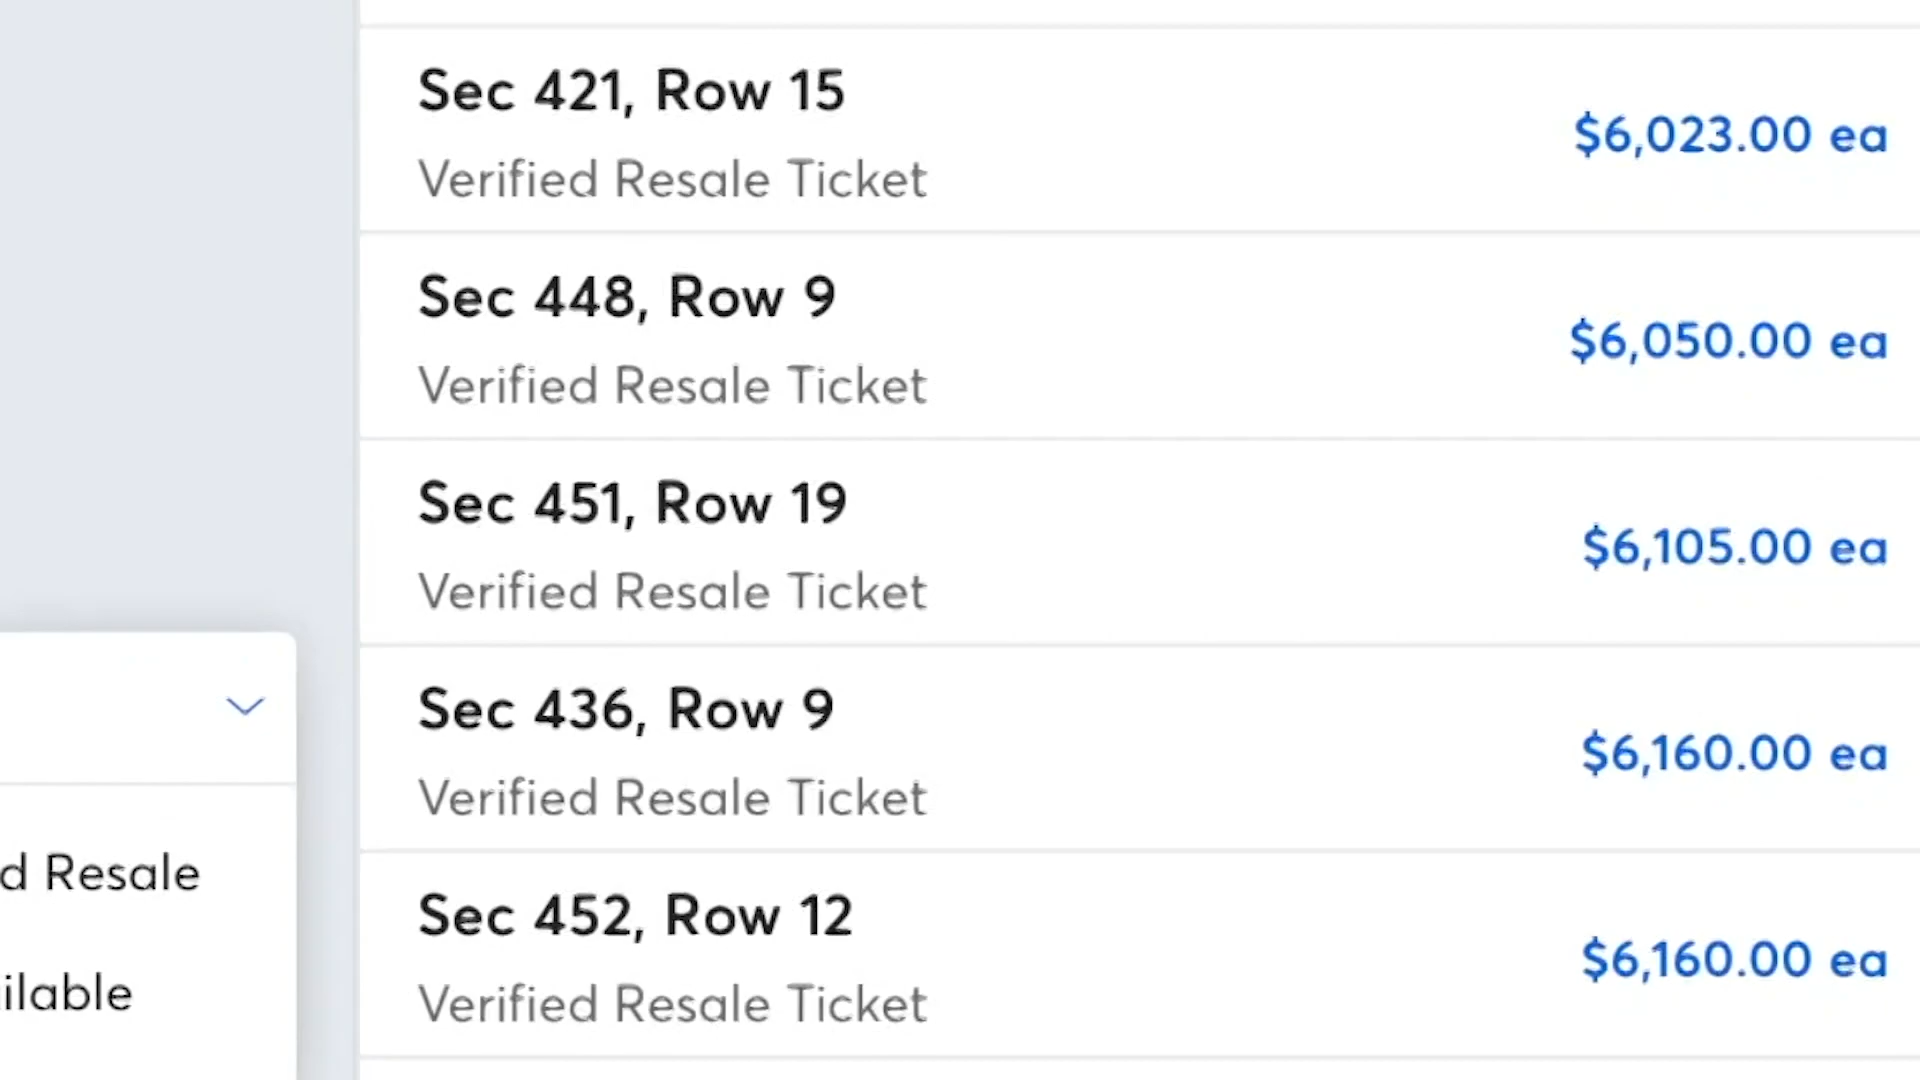 Sec 421, Row 15
$6,023.00 ea
Verified Resale Ticket
Sec 448, Row 9
$6,050.00 ea
Verified Resale Ticket
Sec 451, Row 19
$6,105.00 ea
Verified Resale Ticket
Sec 436, Row 9
$6,160.00 ea
Verified Resale Ticket
Sec 452, Row 12
$6,160.00 ea
Verified Resale Ticket
d Resale
ilable